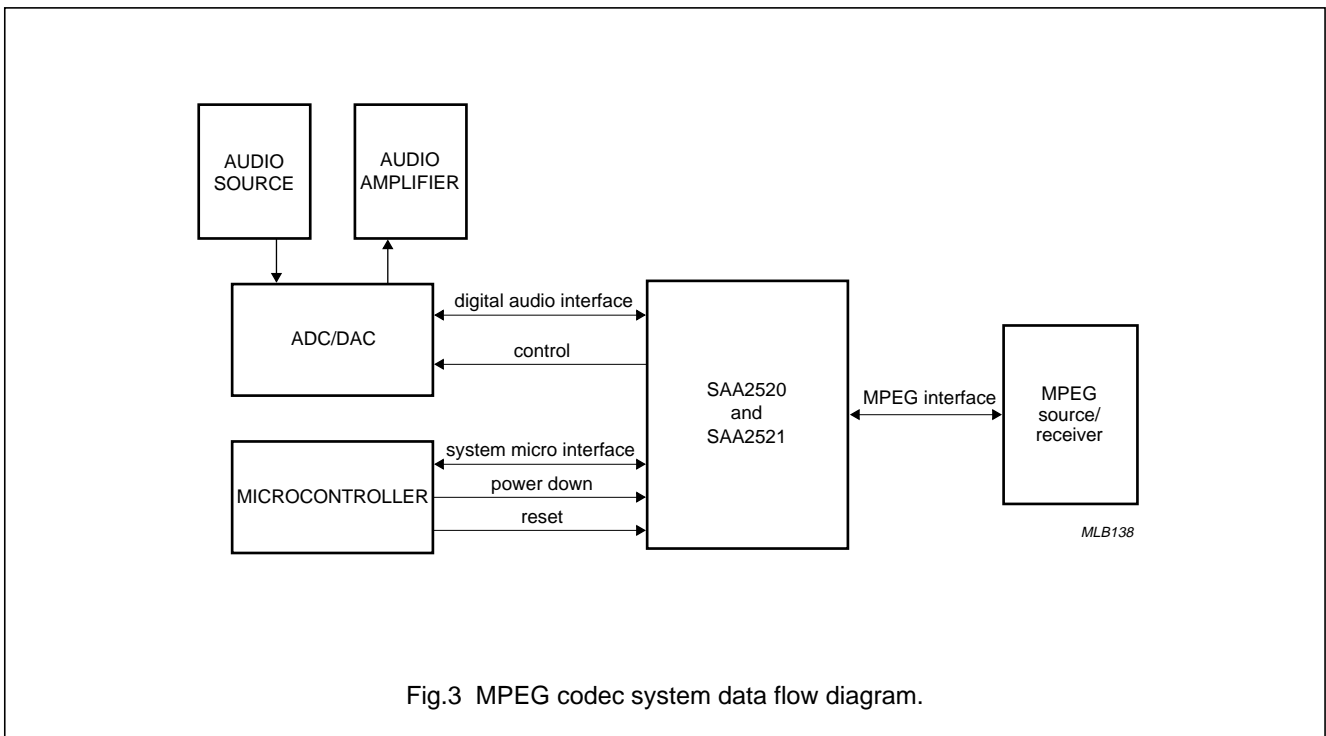 AUDIO
SOURCE
AUDIO
AMPLIFIER
ADC/DAC
digital audio interface
control
SAA2520
and
SAA2521
MPEG interface
MPEG
source/
receiver
MICROCONTROLLER
system micro interface
power down
reset
MLB138
Fig.3 MPEG codec system data flow diagram.